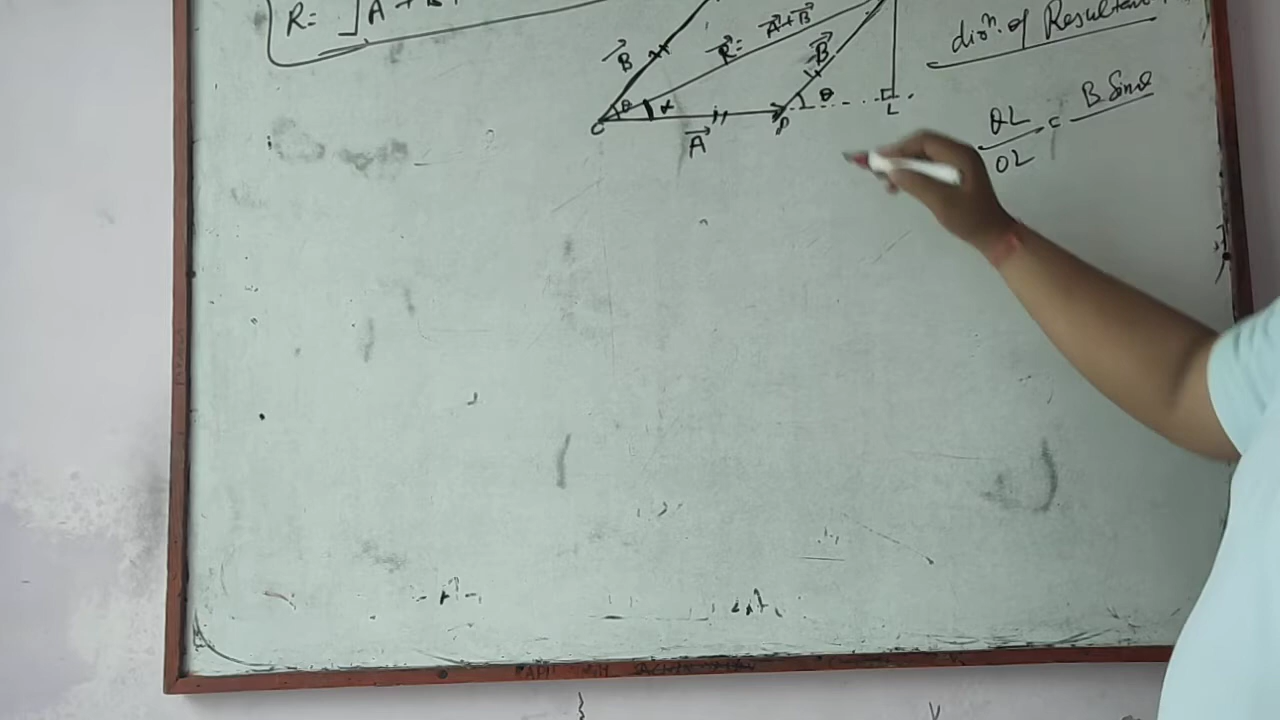 R =
R⃗ = A⃗+B⃗
B⃗
B⃗
θ α
θ
O
A⃗
P
L
dirⁿ. of Resultant
QL / OL = B Sinθ